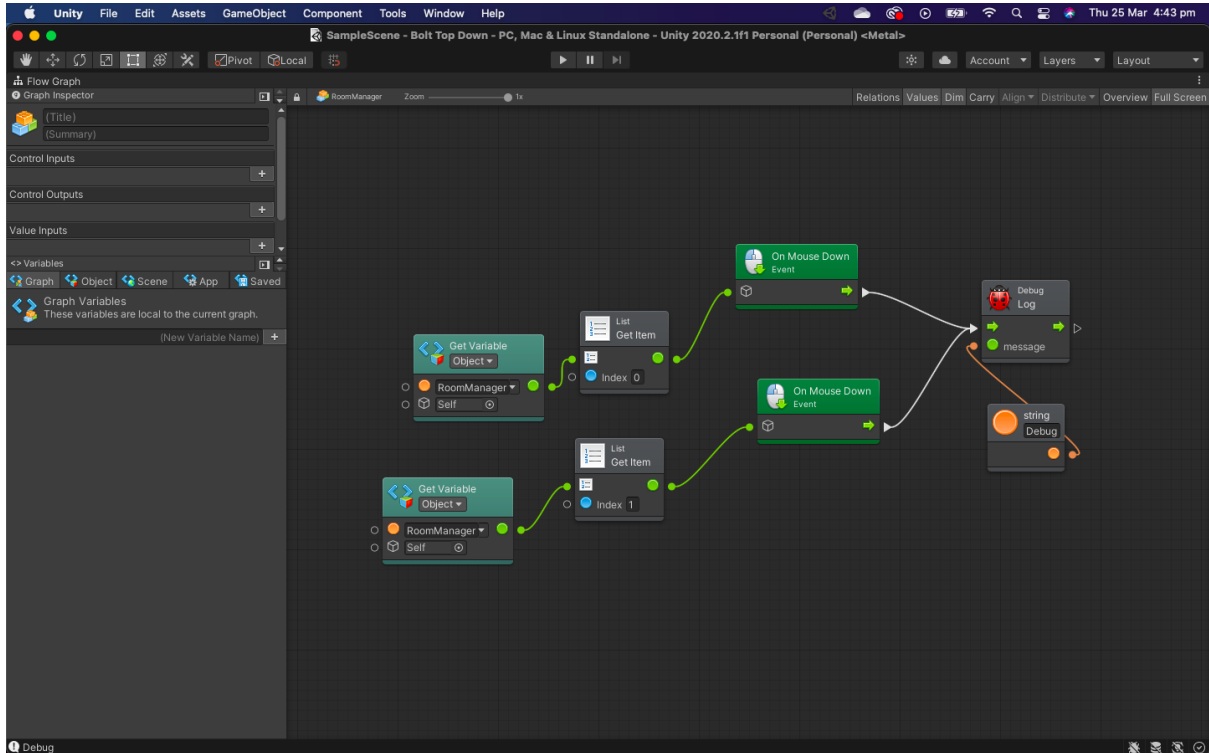 Unity File Edit Assets GameObject Component Tools Window Help Thu 25 Mar 4:43 pm
SampleScene - Bolt Top Down - PC, Mac & Linux Standalone - Unity 2020.2.1f1 Personal (Personal) <Metal>
Pivot Local Account Layers Layout
Flow Graph
Graph Inspector RoomManager Zoom 1x Relations Values Dim Carry Align Distribute Overview Full Screen
(Title)
(Summary)
Control Inputs
+
Control Outputs
+
Value Inputs
+
<> Variables
Graph Object Scene App Saved
Graph Variables
These variables are local to the current graph.
(New Variable Name) +
On Mouse Down
Event
Debug
Log
message
List
Get Item
Index 0
Get Variable
Object
RoomManager
Self
On Mouse Down
Event
string
Debug
List
Get Item
Index 1
Get Variable
Object
RoomManager
Self
Debug